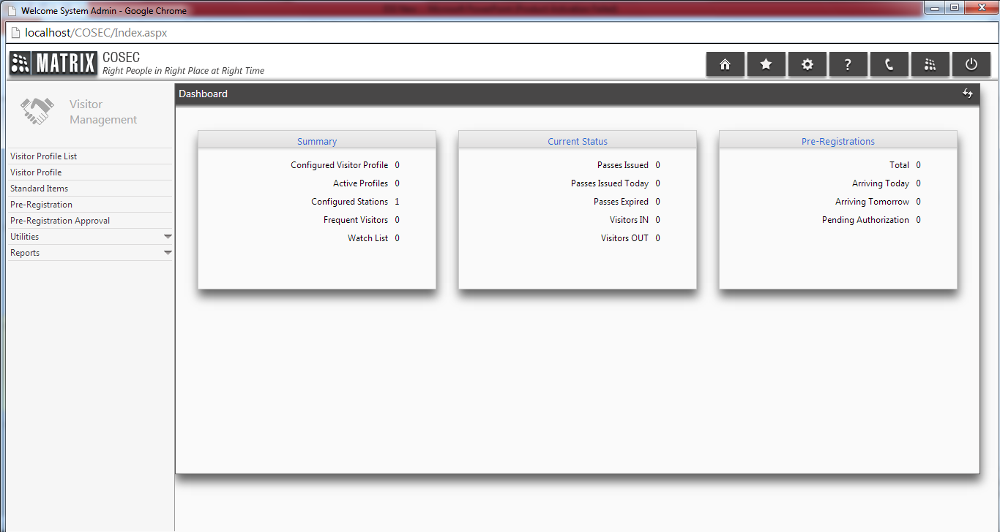 Welcome System Admin - Google Chrome
localhost/COSEC/Index.aspx
MATRIX COSEC
Right People in Right Place at Right Time
?
Visitor
Management
Dashboard
Visitor Profile List
Visitor Profile
Standard Items
Pre-Registration
Pre-Registration Approval
Utilities
Reports
Summary
Configured Visitor Profile 0
Active Profiles 0
Configured Stations 1
Frequent Visitors 0
Watch List 0
Current Status
Passes Issued 0
Passes Issued Today 0
Passes Expired 0
Visitors IN 0
Visitors OUT 0
Pre-Registrations
Total 0
Arriving Today 0
Arriving Tomorrow 0
Pending Authorization 0